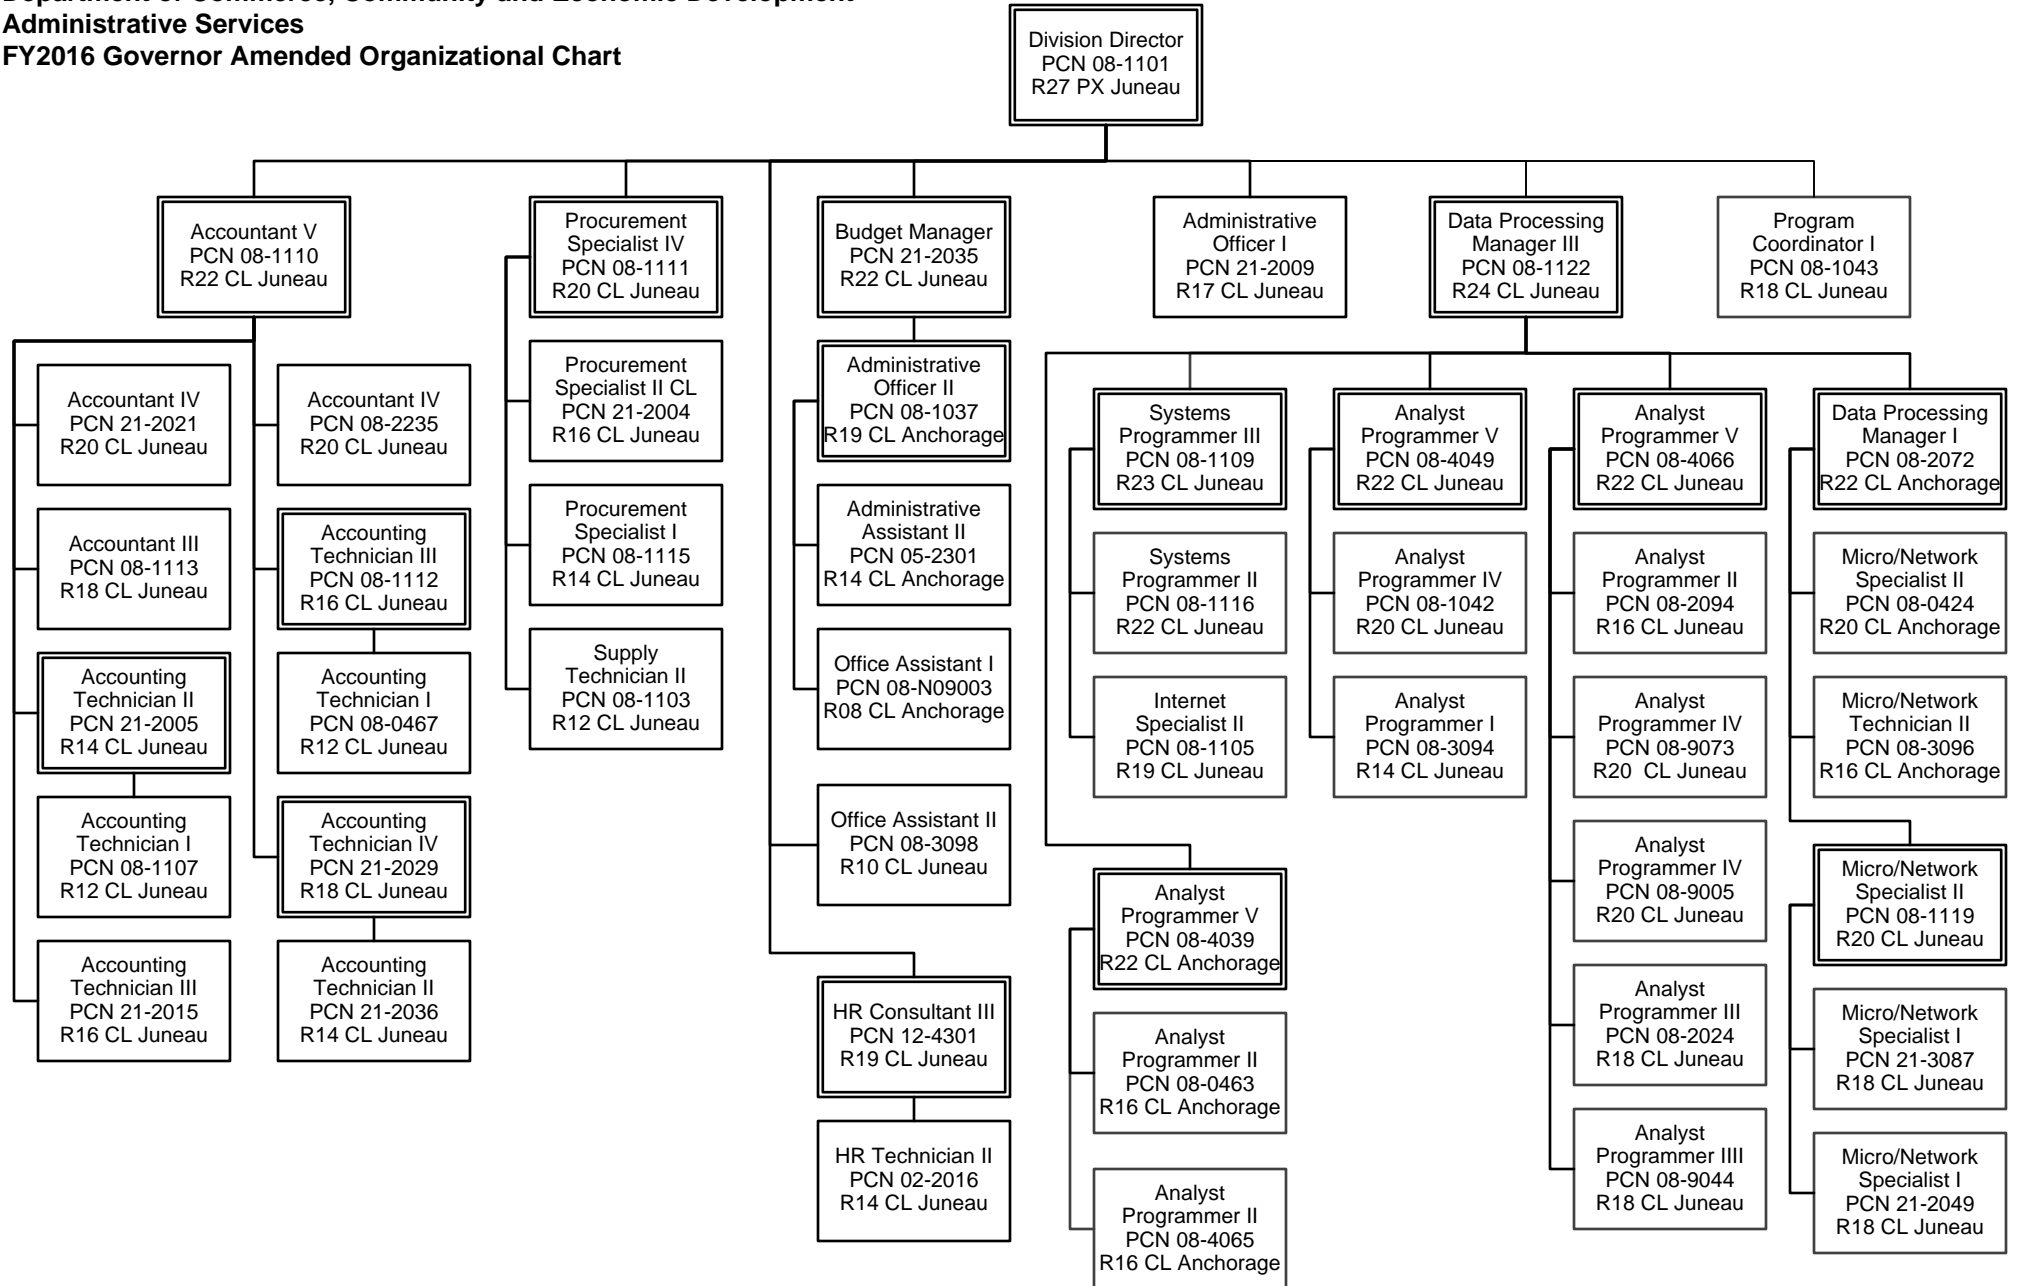 Administrative Services
FY2016 Governor Amended Organizational Chart
Division Director
PCN 08-1101
R27 PX Juneau
Accountant V
PCN 08-1110
R22 CL Juneau
Procurement
Specialist IV
PCN 08-1111
R20 CL Juneau
Budget Manager
PCN 21-2035
R22 CL Juneau
Administrative
Officer I
PCN 21-2009
R17 CL Juneau
Data Processing
Manager III
PCN 08-1122
R24 CL Juneau
Program
Coordinator I
PCN 08-1043
R18 CL Juneau
Accountant IV
PCN 21-2021
R20 CL Juneau
Accountant III
PCN 08-1113
R18 CL Juneau
Accounting
Technician II
PCN 21-2005
R14 CL Juneau
Accounting
Technician I
PCN 08-1107
R12 CL Juneau
Accounting
Technician III
PCN 21-2015
R16 CL Juneau
Accountant IV
PCN 08-2235
R20 CL Juneau
Accounting
Technician III
PCN 08-1112
R16 CL Juneau
Accounting
Technician I
PCN 08-0467
R12 CL Juneau
Accounting
Technician IV
PCN 21-2029
R18 CL Juneau
Accounting
Technician II
PCN 21-2036
R14 CL Juneau
Procurement
Specialist II CL
PCN 21-2004
R16 CL Juneau
Procurement
Specialist I
PCN 08-1115
R14 CL Juneau
Supply
Technician II
PCN 08-1103
R12 CL Juneau
Administrative
Officer II
PCN 08-1037
R19 CL Anchorage
Administrative
Assistant II
PCN 05-2301
R14 CL Anchorage
Office Assistant I
PCN 08-N09003
R08 CL Anchorage
Office Assistant II
PCN 08-3098
R10 CL Juneau
HR Consultant III
PCN 12-4301
R19 CL Juneau
HR Technician II
PCN 02-2016
R14 CL Juneau
Systems
Programmer III
PCN 08-1109
R23 CL Juneau
Systems
Programmer II
PCN 08-1116
R22 CL Juneau
Internet
Specialist II
PCN 08-1105
R19 CL Juneau
Analyst
Programmer V
PCN 08-4039
R22 CL Anchorage
Analyst
Programmer II
PCN 08-0463
R16 CL Anchorage
Analyst
Programmer II
PCN 08-4065
R16 CL Anchorage
Analyst
Programmer V
PCN 08-4049
R22 CL Juneau
Analyst
Programmer IV
PCN 08-1042
R20 CL Juneau
Analyst
Programmer I
PCN 08-3094
R14 CL Juneau
Analyst
Programmer V
PCN 08-4066
R22 CL Juneau
Analyst
Programmer II
PCN 08-2094
R16 CL Juneau
Analyst
Programmer IV
PCN 08-9073
R20  CL Juneau
Analyst
Programmer IV
PCN 08-9005
R20 CL Juneau
Analyst
Programmer III
PCN 08-2024
R18 CL Juneau
Analyst
Programmer IIII
PCN 08-9044
R18 CL Juneau
Data Processing
Manager I
PCN 08-2072
R22 CL Anchorage
Micro/Network
Specialist II
PCN 08-0424
R20 CL Anchorage
Micro/Network
Technician II
PCN 08-3096
R16 CL Anchorage
Micro/Network
Specialist II
PCN 08-1119
R20 CL Juneau
Micro/Network
Specialist I
PCN 21-3087
R18 CL Juneau
Micro/Network
Specialist I
PCN 21-2049
R18 CL Juneau